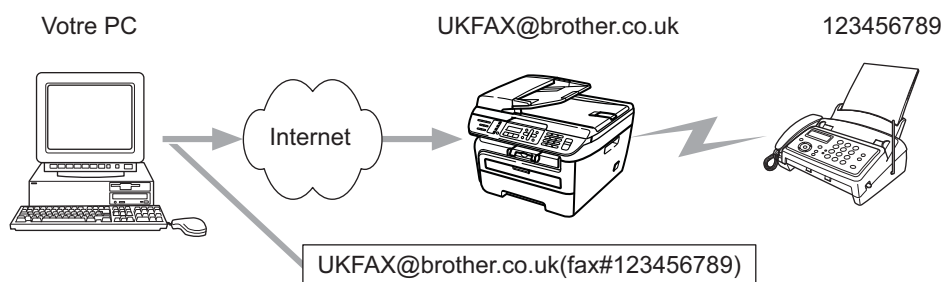 Votre PC
UKFAX@brother.co.uk
123456789
Internet
UKFAX@brother.co.uk(fax#123456789)